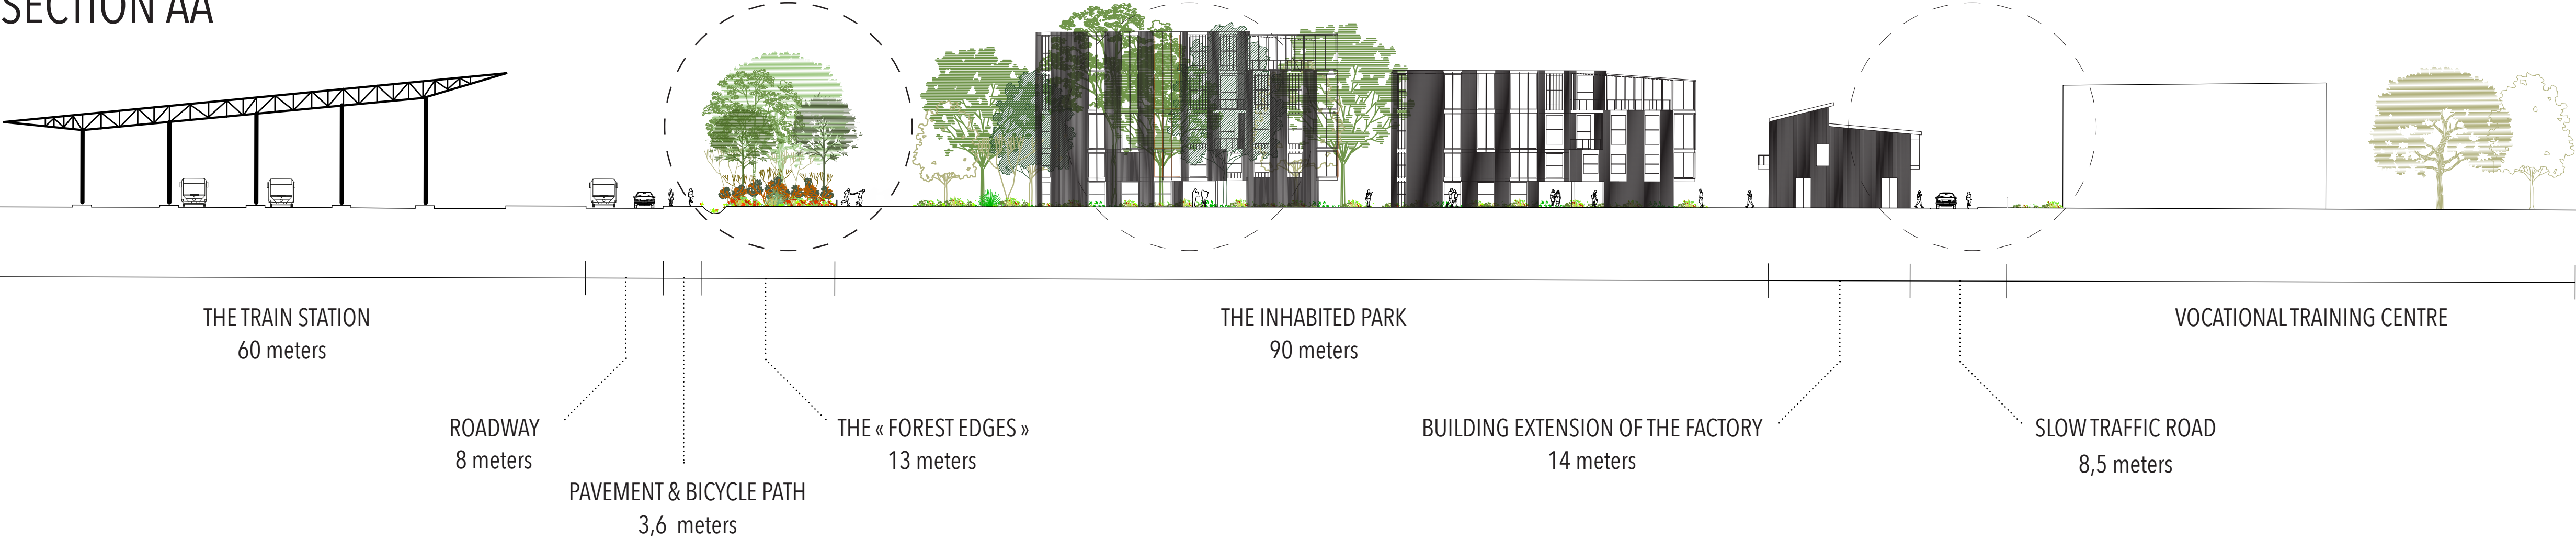 SECTION AA
THE TRAIN STATION
60 meters
THE INHABITED PARK
90 meters
VOCATIONAL TRAINING CENTRE
ROADWAY
8 meters
THE « FOREST EDGES »
13 meters
BUILDING EXTENSION OF THE FACTORY
14 meters
SLOW TRAFFIC ROAD
8,5 meters
PAVEMENT & BICYCLE PATH
3,6 meters